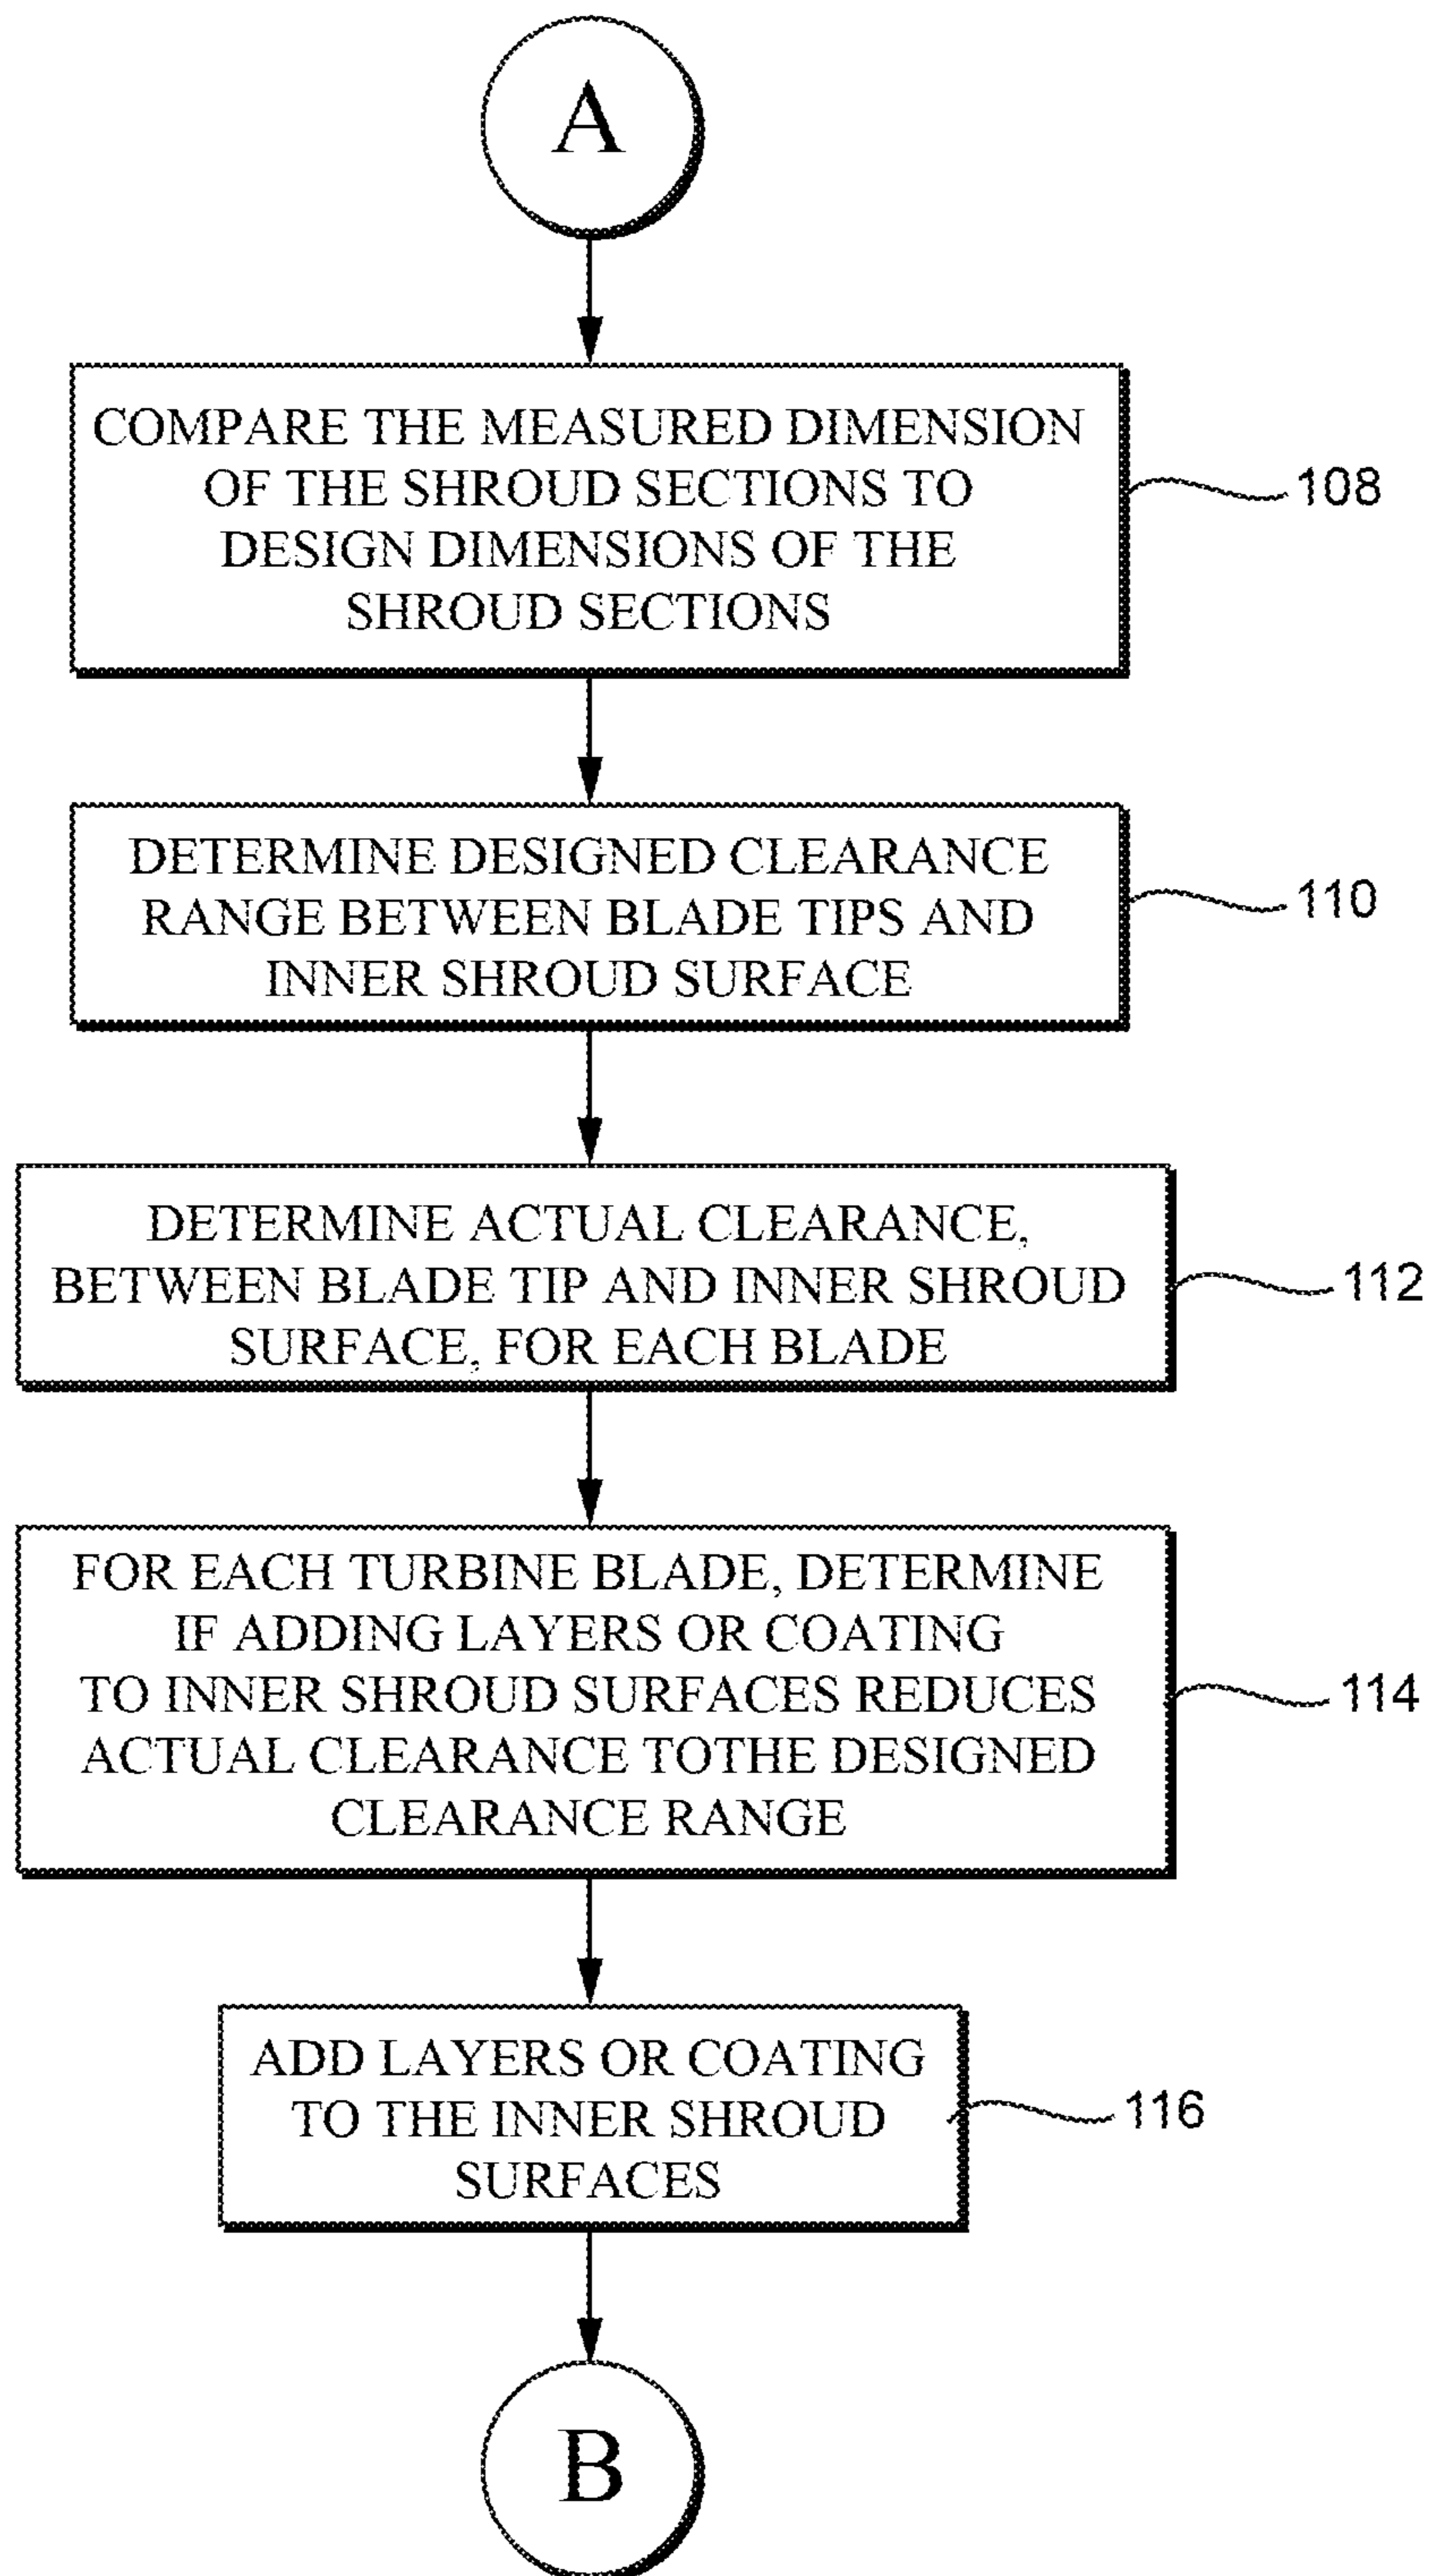 A
COMPARE THE MEASURED DIMENSION
OF THE SHROUD SECTIONS TO
DESIGN DIMENSIONS OF THE
SHROUD SECTIONS
108
DETERMINE DESIGNED CLEARANCE
RANGE BETWEEN BLADE TIPS AND
INNER SHROUD SURFACE
110
DETERMINE ACTUAL CLEARANCE,
BETWEEN BLADE TIP AND INNER SHROUD
SURFACE, FOR EACH BLADE
112
FOR EACH TURBINE BLADE, DETERMINE
IF ADDING LAYERS OR COATING
TO INNER SHROUD SURFACES REDUCES
ACTUAL CLEARANCE TOTHE DESIGNED
CLEARANCE RANGE
114
ADD LAYERS OR COATING
TO THE INNER SHROUD
SURFACES
116
B